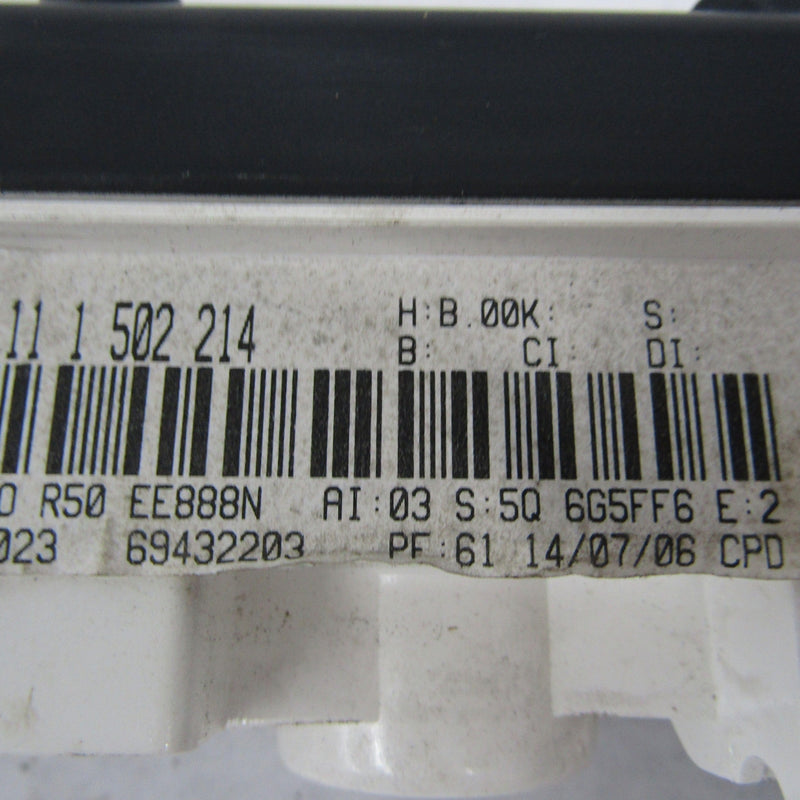 11 1 502 214 H:B.00K: S:
B: CI: DI:
0 R50 EE888N AI:03 S:5Q 6G5FF6 E:2
023 69432203 PF:61 14/07/06 CPD